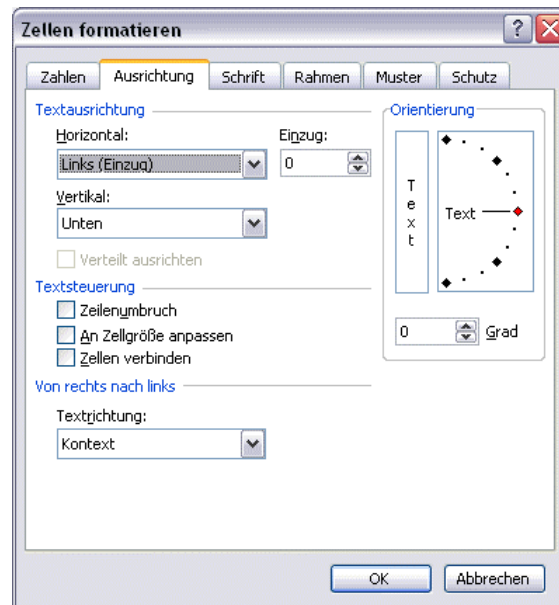 Zellen formatieren
Zahlen Ausrichtung Schrift Rahmen Muster Schutz
Textausrichtung
Horizontal: Einzug:
Links (Einzug) 0
Vertikal:
Unten
Verteilt ausrichten
Textsteuerung
Zeilenumbruch
An Zellgröße anpassen
Zellen verbinden
Von rechts nach links
Textrichtung:
Kontext
Orientierung
Text
Text
0 Grad
OK Abbrechen